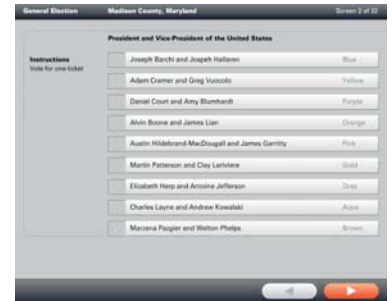 General Election Madison County, Maryland Screen 2 of 22
President and Vice-President of the United States
Instructions
Vote for one ticket
Joseph Barchi and Jospeh Hallaren Blue
Adam Cramer and Greg Vuocolo Yellow
Daniel Court and Amy Blumhardt Purple
Alvin Boone and James Lian Orange
Austin Hildebrand-MacDougall and James Garritty Pink
Martin Patterson and Clay Lariviere Gold
Elizabeth Harp and Antoine Jefferson Gray
Charles Layne and Andrew Kowalski Aqua
Marzena Pazgier and Welton Phelps Brown